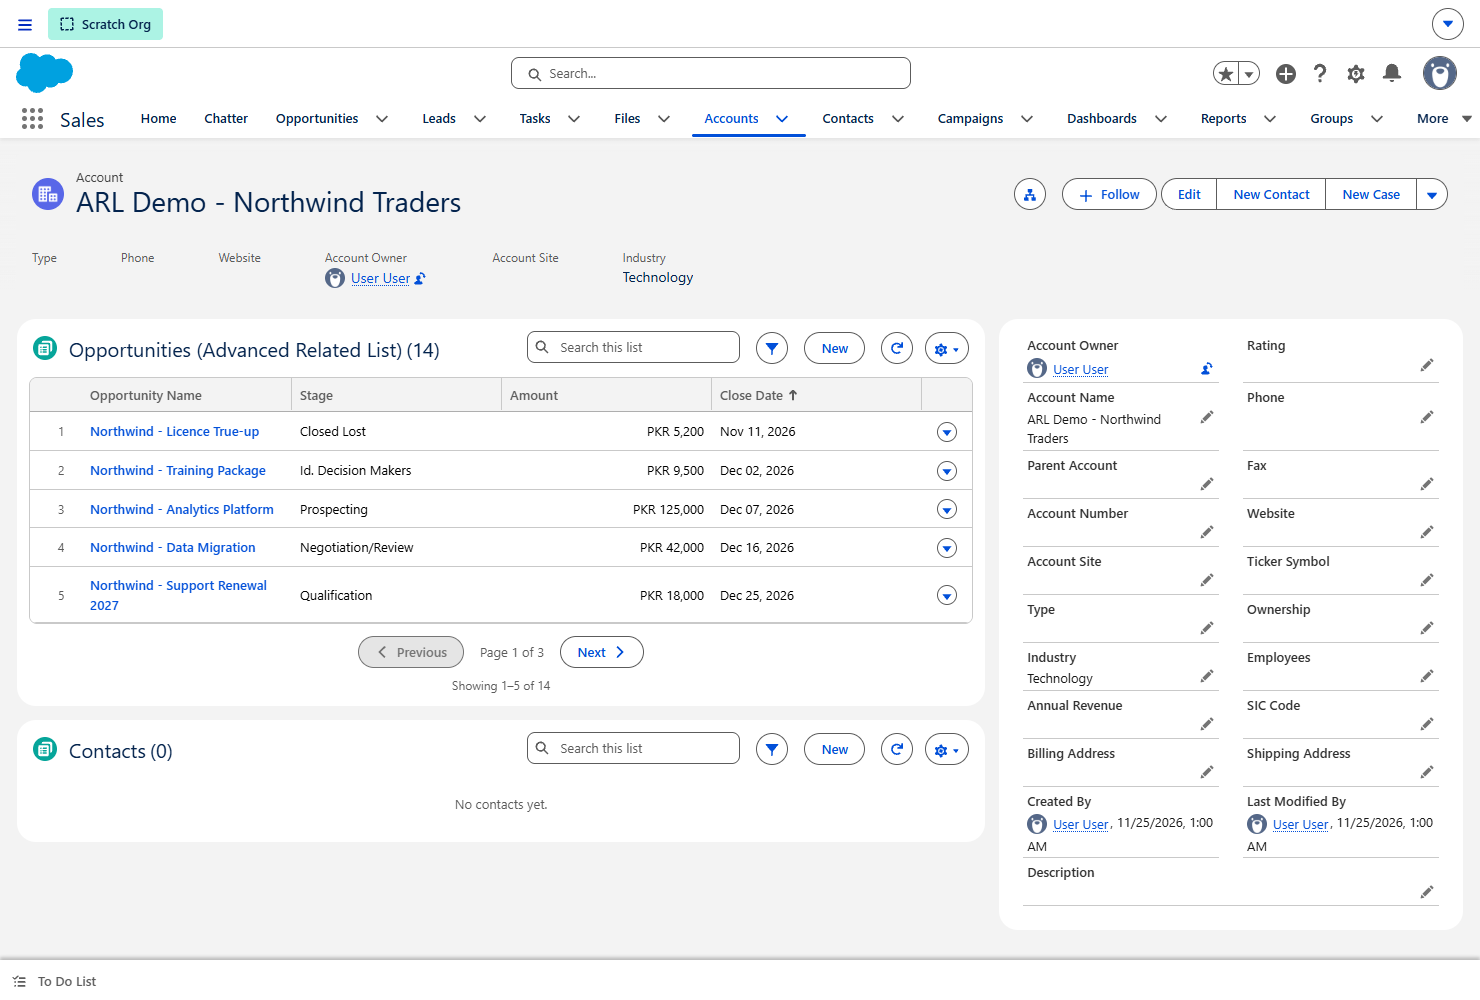 Scratch Org
Search...
Sales
Home
Chatter
Opportunities
Leads
Tasks
Files
Accounts
Contacts
Campaigns
Dashboards
Reports
Groups
More
Account
ARL Demo - Northwind Traders
Follow
Edit
New Contact
New Case
Type
Phone
Website
Account Owner
User User
Account Site
Industry
Technology
Opportunities (Advanced Related List) (14)
Search this list
New
Opportunity Name
Stage
Amount
Close Date
1 Northwind - Licence True-up Closed Lost PKR 5,200 Nov 11, 2026
2 Northwind - Training Package Id. Decision Makers PKR 9,500 Dec 02, 2026
3 Northwind - Analytics Platform Prospecting PKR 125,000 Dec 07, 2026
4 Northwind - Data Migration Negotiation/Review PKR 42,000 Dec 16, 2026
5 Northwind - Support Renewal 2027 Qualification PKR 18,000 Dec 25, 2026
Previous
Page 1 of 3
Next
Showing 1–5 of 14
Contacts (0)
Search this list
New
No contacts yet.
Account Owner
User User
Rating
Account Name
ARL Demo - Northwind
Traders
Phone
Parent Account
Fax
Account Number
Website
Account Site
Ticker Symbol
Type
Ownership
Industry
Technology
Employees
Annual Revenue
SIC Code
Billing Address
Shipping Address
Created By
User User, 11/25/2026, 1:00
AM
Last Modified By
User User, 11/25/2026, 1:00
AM
Description
To Do List